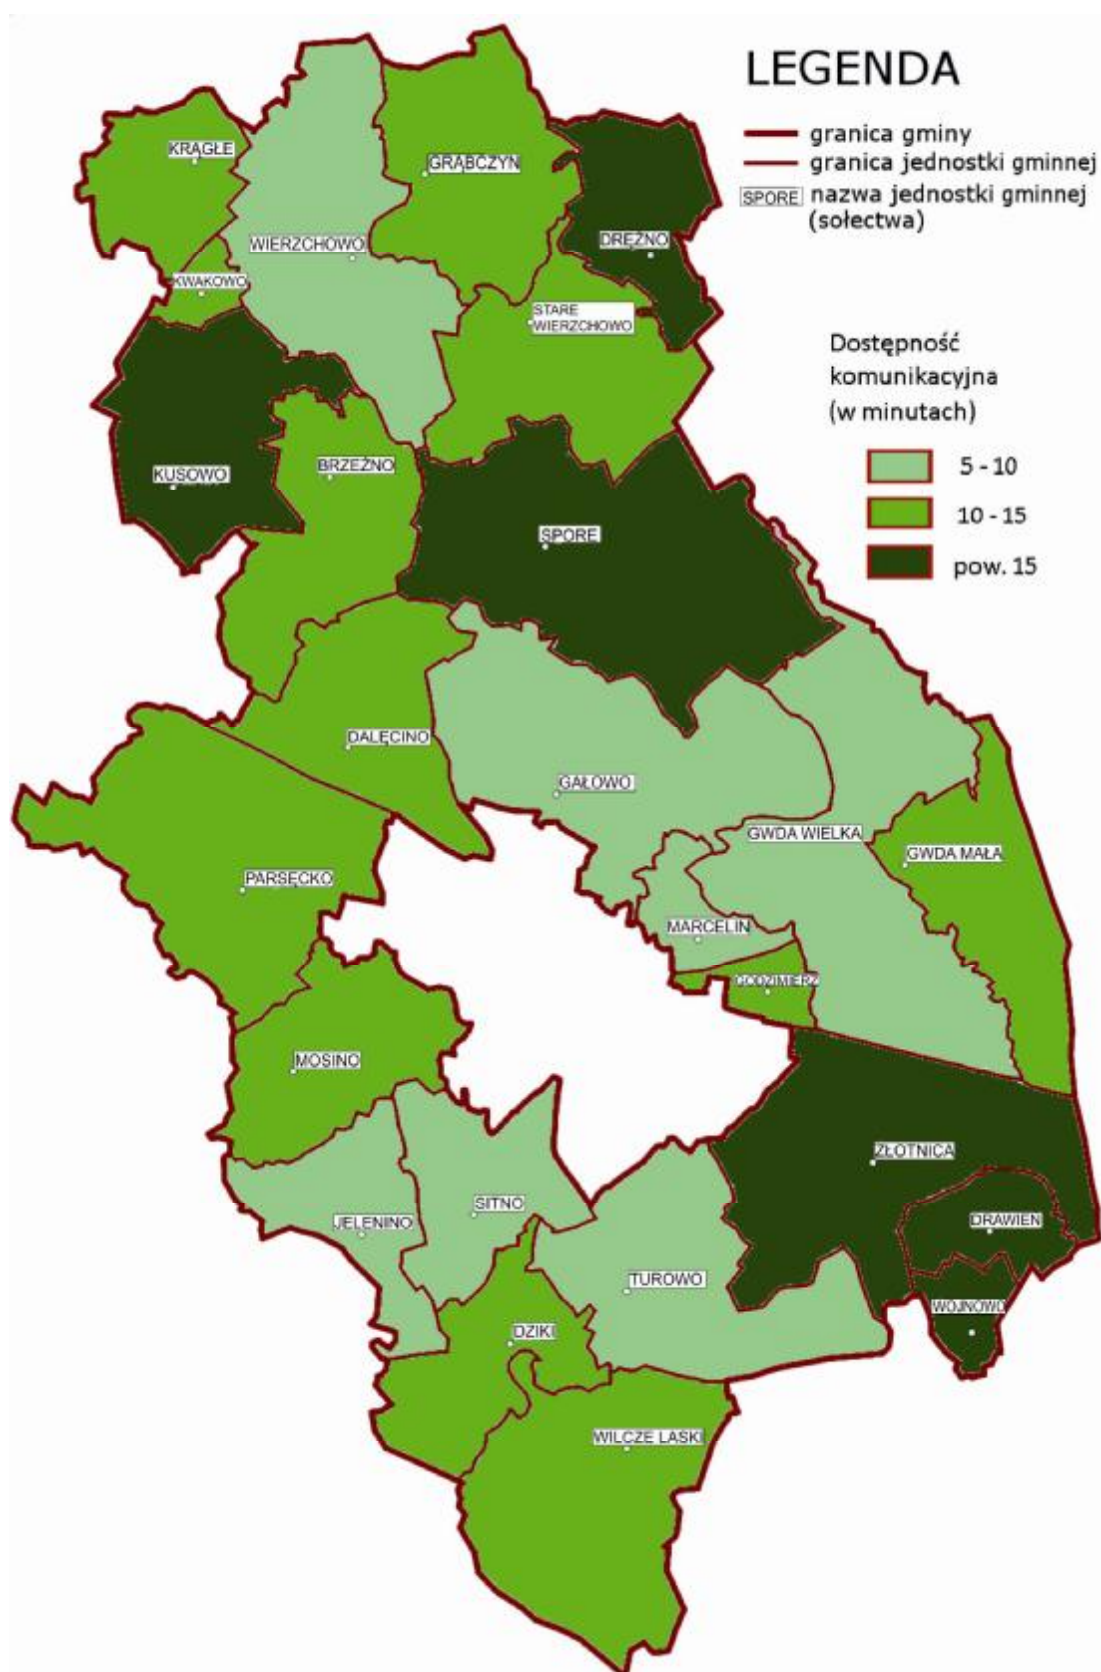 LEGENDA
granica gminy
granica jednostki gminnej
SPORE nazwa jednostki gminnej
(sołectwa)
Dostępność
komunikacyjna
(w minutach)
5 - 10
10 - 15
pow. 15
KRĄGŁE
GRĄBCZYN
WIERZCHOWO
DRĘŻNO
KWAKOWO
STARE
WIERZCHOWO
KUSOWO
BRZEŹNO
SPORE
DALĘCINO
GAŁOWO
GWDA WIELKA
GWDA MAŁA
PARSĘCKO
MARCELIN
GODZIMIERZ
MOSINO
ZŁOTNICA
JELENINO
SITNO
DRAWIEŃ
TUROWO
WOJNOWO
DZIKI
WILCZE LASKI